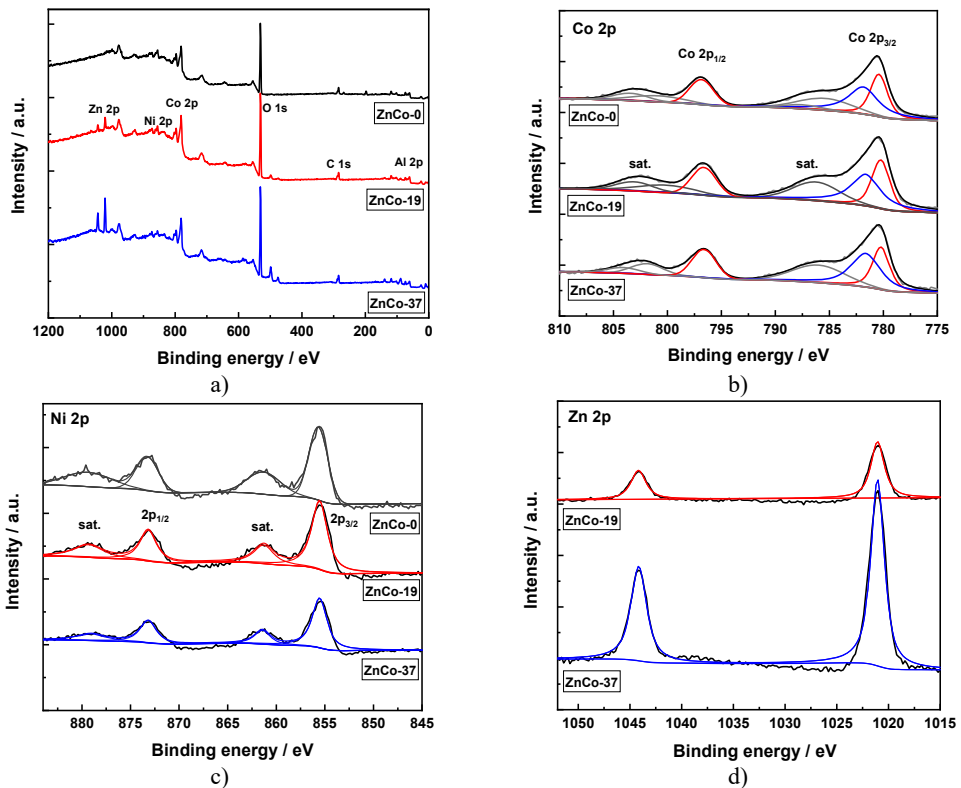 Intensity / a.u.
Zn 2p
Ni 2p
Co 2p
O 1s
C 1s
Al 2p
ZnCo-0
ZnCo-19
ZnCo-37
1200 1000 800 600 400 200 0
Binding energy / eV
a)
Co 2p
Intensity / a.u.
Co 2p1/2
Co 2p3/2
ZnCo-0
sat.
sat.
ZnCo-19
ZnCo-37
810 805 800 795 790 785 780 775
Binding energy / eV
b)
Ni 2p
Intensity / a.u.
ZnCo-0
sat.
2p1/2
sat.
2p3/2
ZnCo-19
ZnCo-37
880 875 870 865 860 855 850 845
Binding energy / eV
c)
Zn 2p
Intensity / a.u.
ZnCo-19
ZnCo-37
1050 1045 1040 1035 1030 1025 1020 1015
Binding energy / eV
d)